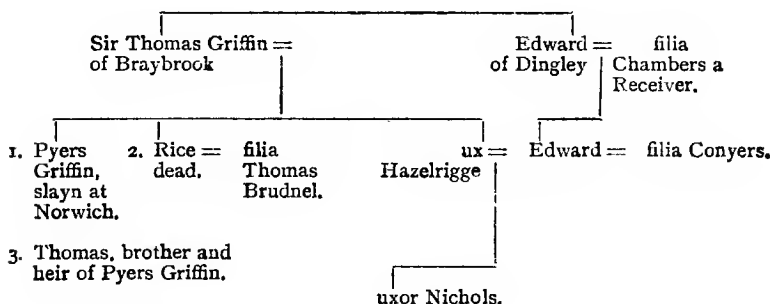 Sir Thomas Griffin = Edward = filia
of Braybrook of Dingley Chambers a
Receiver.
1. Pyers 2. Rice = filia ux = Edward = filia Conyers.
Griffin, dead. Thomas Hazelrigge
slayn at Brudnel.
Norwich.
3. Thomas, brother and
heir of Pyers Griffin.
uxor Nichols.